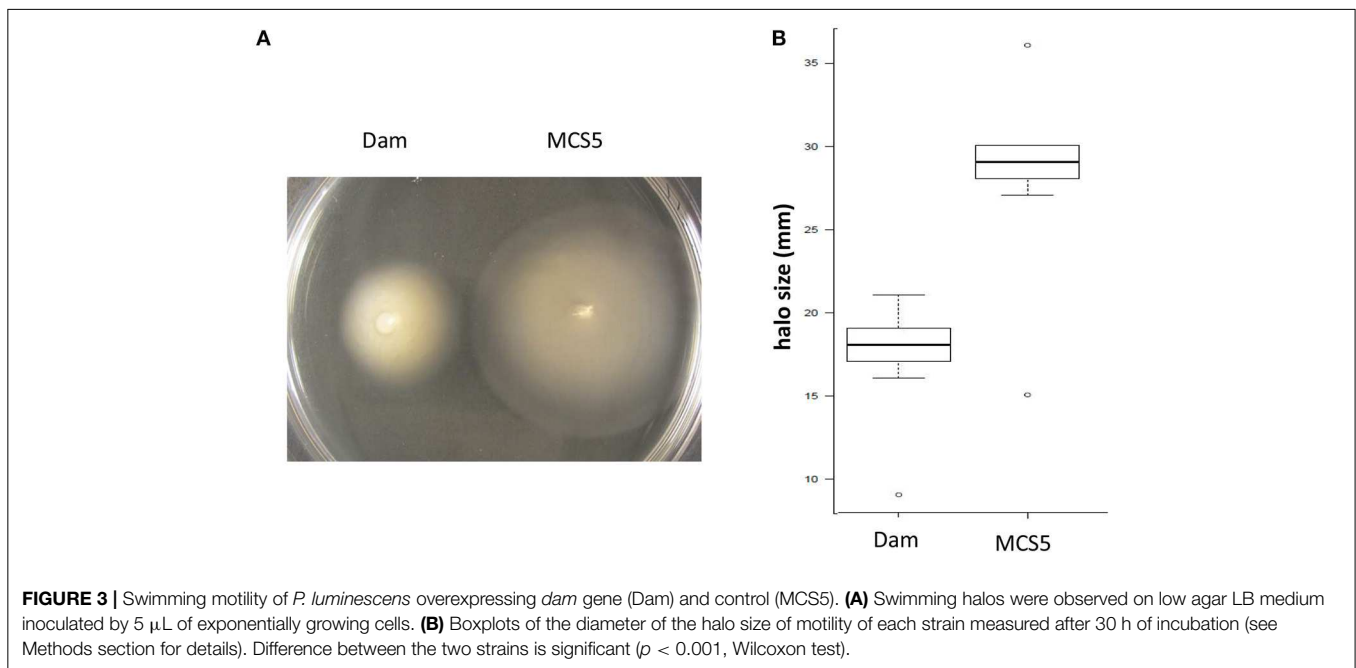 A
B
Dam
MCS5
halo size (mm)
35
30
25
20
15
10
Dam
MCS5
FIGURE 3 | Swimming motility of P. luminescens overexpressing dam gene (Dam) and control (MCS5). (A) Swimming halos were observed on low agar LB medium
inoculated by 5 μL of exponentially growing cells. (B) Boxplots of the diameter of the halo size of motility of each strain measured after 30 h of incubation (see
Methods section for details). Difference between the two strains is significant (p < 0.001, Wilcoxon test).